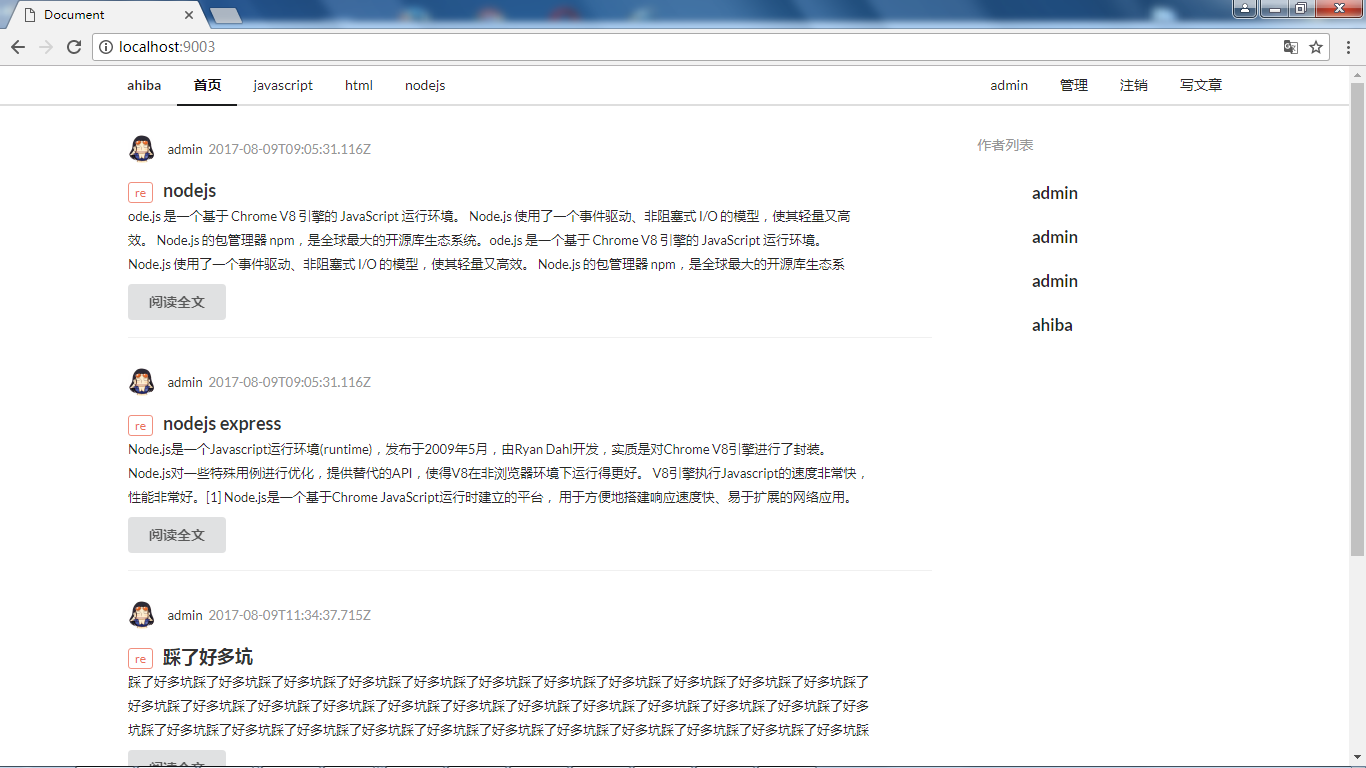 Document
localhost:9003
ahiba 首页 javascript html nodejs admin 管理 注销 写文章
admin 2017-08-09T09:05:31.116Z
re nodejs
ode.js 是一个基于 Chrome V8 引擎的 JavaScript 运行环境。 Node.js 使用了一个事件驱动、非阻塞式 I/O 的模型，使其轻量又高
效。 Node.js 的包管理器 npm，是全球最大的开源库生态系统。ode.js 是一个基于 Chrome V8 引擎的 JavaScript 运行环境。
Node.js 使用了一个事件驱动、非阻塞式 I/O 的模型，使其轻量又高效。 Node.js 的包管理器 npm，是全球最大的开源库生态系
阅读全文
admin 2017-08-09T09:05:31.116Z
re nodejs express
Node.js是一个Javascript运行环境(runtime)，发布于2009年5月，由Ryan Dahl开发，实质是对Chrome V8引擎进行了封装。
Node.js对一些特殊用例进行优化，提供替代的API，使得V8在非浏览器环境下运行得更好。 V8引擎执行Javascript的速度非常快，
性能非常好。[1] Node.js是一个基于Chrome JavaScript运行时建立的平台， 用于方便地搭建响应速度快、易于扩展的网络应用。
阅读全文
admin 2017-08-09T11:34:37.715Z
re 踩了好多坑
踩了好多坑踩了好多坑踩了好多坑踩了好多坑踩了好多坑踩了好多坑踩了好多坑踩了好多坑踩了好多坑踩了好多坑踩了好多坑踩了
好多坑踩了好多坑踩了好多坑踩了好多坑踩了好多坑踩了好多坑踩了好多坑踩了好多坑踩了好多坑踩了好多坑踩了好多坑踩了好多
坑踩了好多坑踩了好多坑踩了好多坑踩了好多坑踩了好多坑踩了好多坑踩了好多坑踩了好多坑踩了好多坑踩了好多坑踩了好多坑踩
阅读全文
作者列表
admin
admin
admin
ahiba